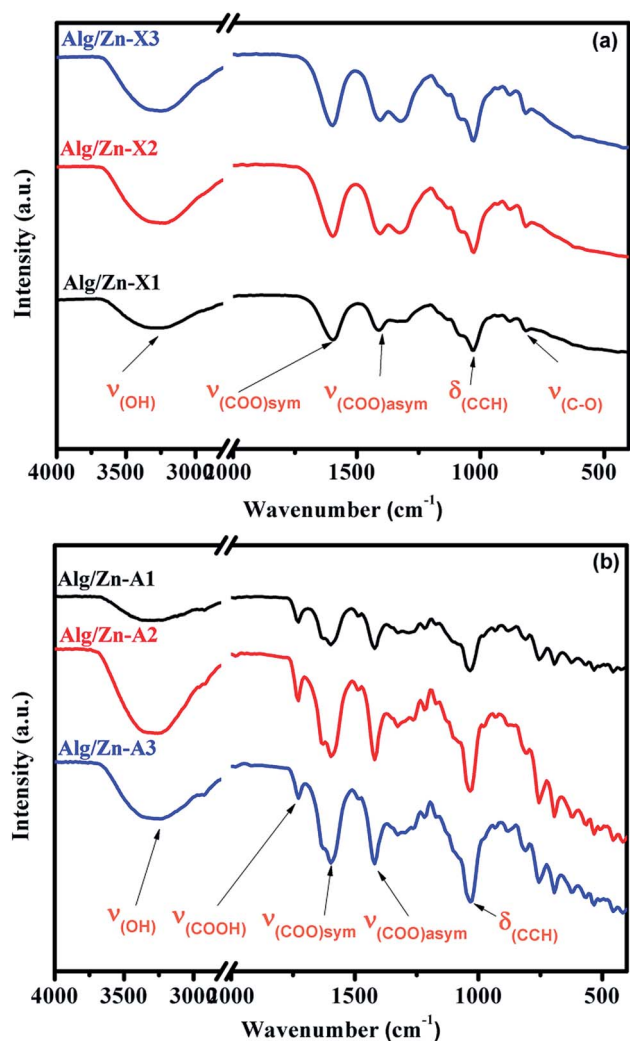 (a)
Alg/Zn-X3
Alg/Zn-X2
Alg/Zn-X1
Intensity (a.u.)
ν(OH)
ν(COO)sym
ν(COO)asym
δ(CCH)
ν(C-O)
4000 3500 3000 2000 1500 1000 500
Wavenumber (cm-1)
(b)
Alg/Zn-A1
Alg/Zn-A2
Alg/Zn-A3
Intensity (a.u.)
ν(OH)
ν(COOH)
ν(COO)sym
ν(COO)asym
δ(CCH)
4000 3500 3000 2000 1500 1000 500
Wavenumber (cm-1)